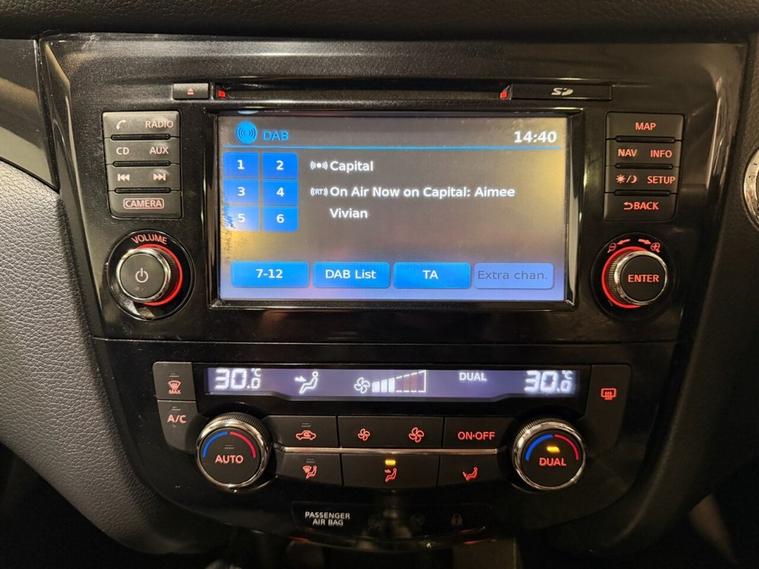 SD
RADIO
CD AUX
CAMERA
VOLUME
DAB
14:40
1 2
3 4
5 6
Capital
(RT) On Air Now on Capital: Aimee
Vivian
7-12
DAB List
TA
Extra chan.
MAP
NAV INFO
SETUP
BACK
ENTER
30.0°C
DUAL
30.0°C
MAX
A/C
AUTO
ON·OFF
DUAL
PASSENGER
AIR BAG